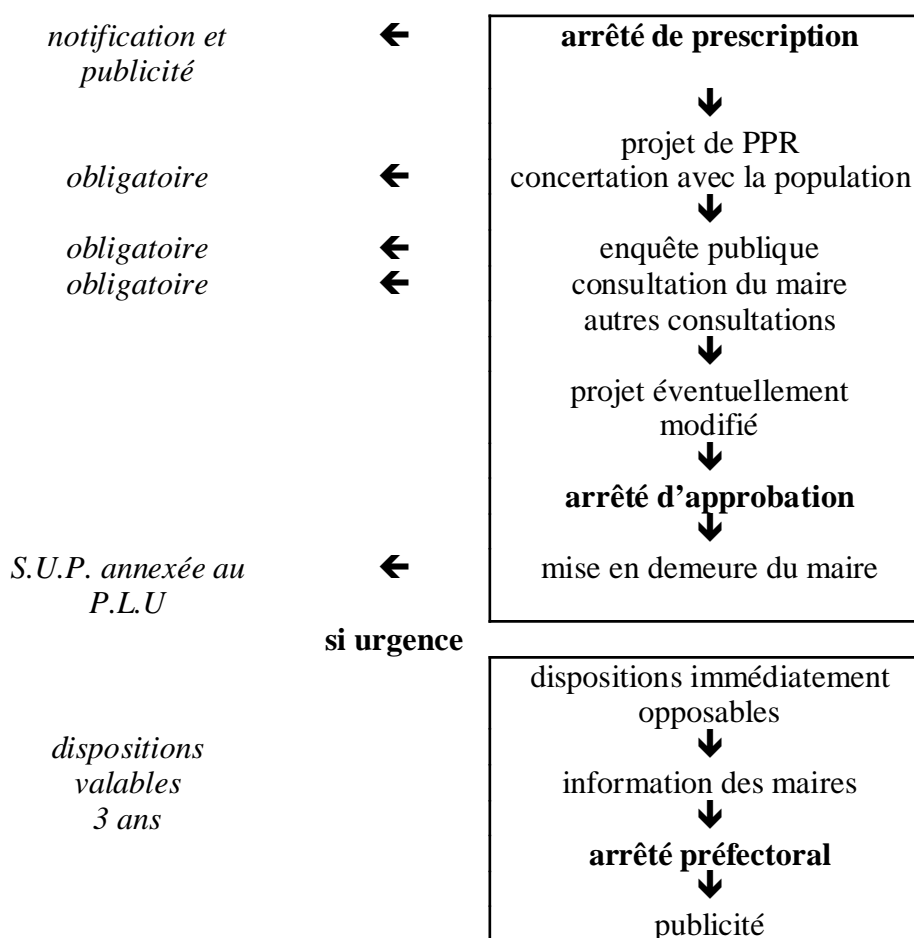 notification et
publicité
🡸
arrêté de prescription
🡻
projet de PPR
obligatoire 🡸 concertation avec la population
🡻
obligatoire 🡸 enquête publique
obligatoire 🡸 consultation du maire
autres consultations
🡻
projet éventuellement
modifié
🡻
arrêté d’approbation
🡻
S.U.P. annexée au 🡸 mise en demeure du maire
P.L.U
si urgence
dispositions immédiatement
opposables
🡻
dispositions
valables
3 ans
information des maires
🡻
arrêté préfectoral
🡻
publicité